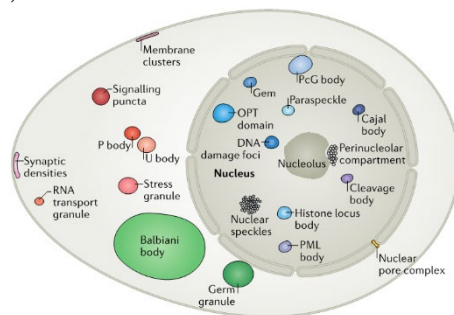 Membrane
clusters
Signalling
puncta
PcG body
Gem
Paraspeckle
OPT
domain
Cajal
body
P body
U body
DNA
damage foci
Nucleolus
Perinucleolar
compartment
Synaptic
densities
Nucleus
RNA
transport
granule
Stress
granule
Cleavage
body
Nuclear
speckles
Histone locus
body
Balbiani
body
PML
body
Nuclear
pore complex
Germ
granule